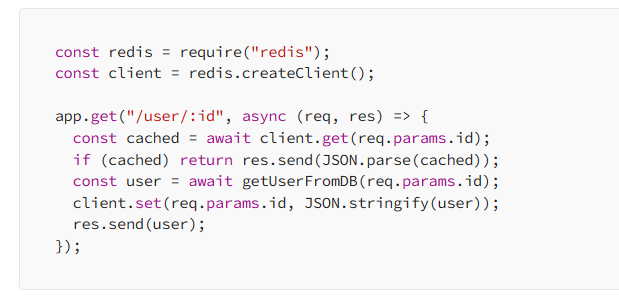 const redis = require("redis");
const client = redis.createClient();
app.get("/user/:id", async (req, res) => {
const cached = await client.get(req.params.id);
if (cached) return res.send(JSON.parse(cached));
const user = await getUserFromDB(req.params.id);
client.set(req.params.id, JSON.stringify(user));
res.send(user);
});